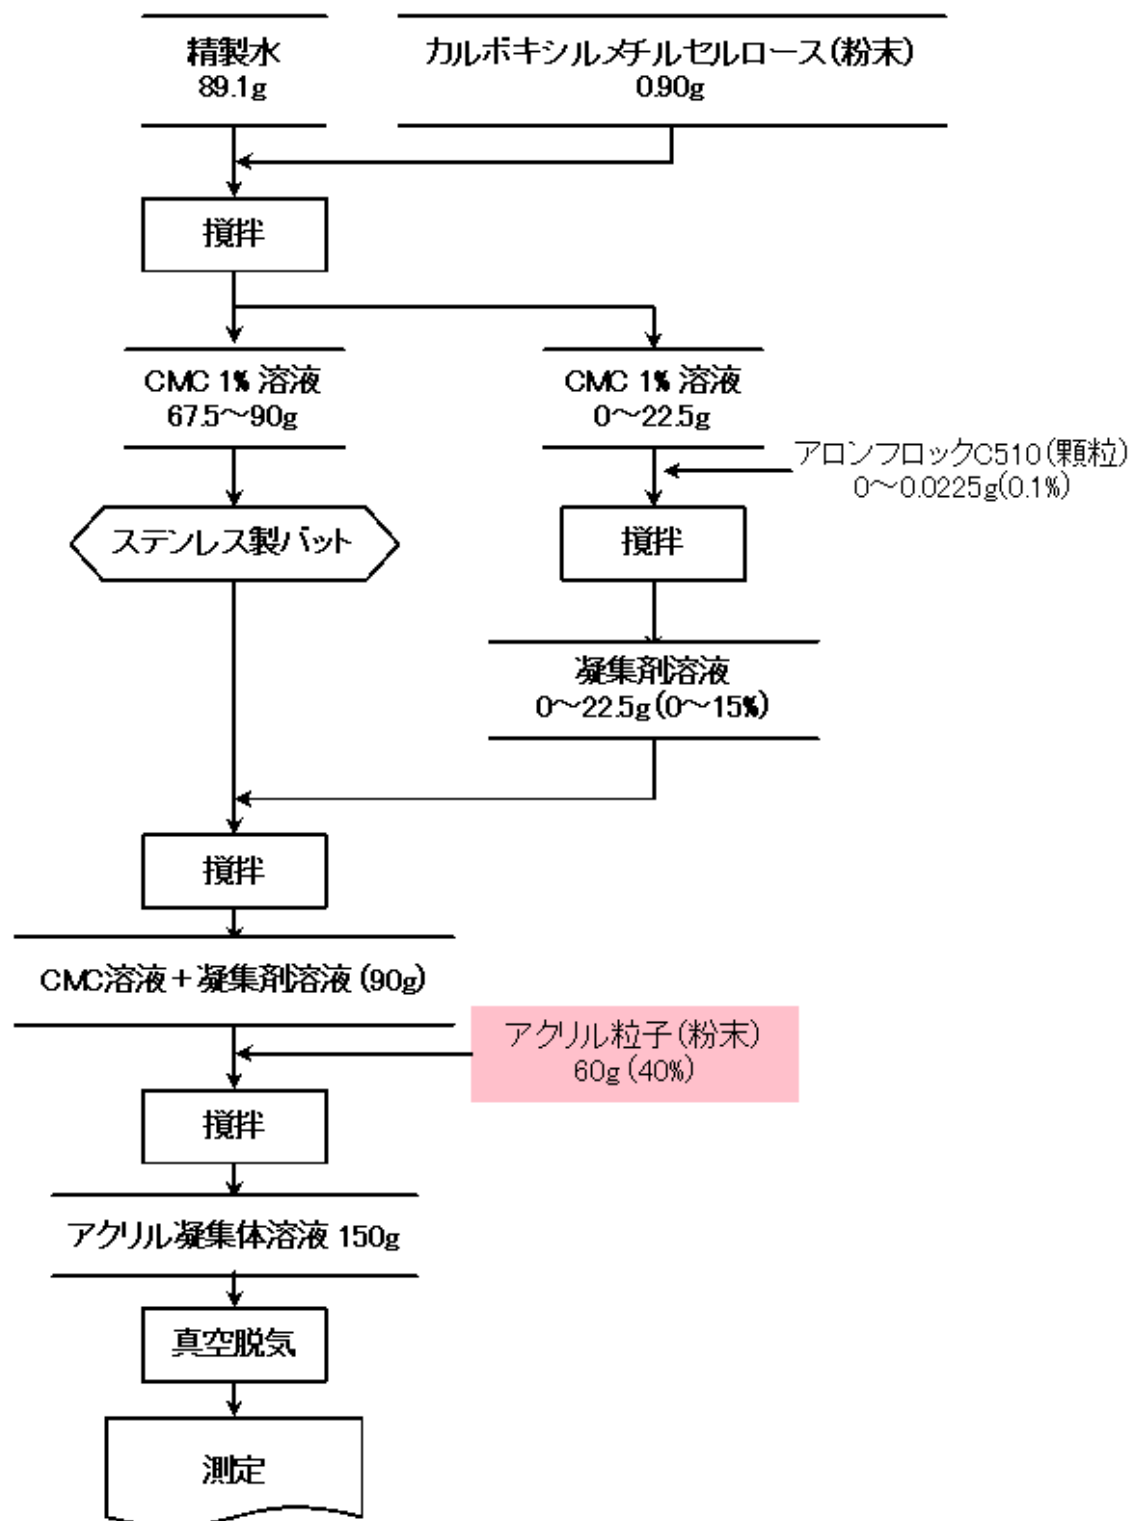 精製水
89.1g
カルボキシルメチルセルロース(粉末)
0.90g
撹拌
CMC 1% 溶液
67.5～90g
CMC 1% 溶液
0～22.5g
アロンフロックC510(顆粒)
0～0.0225g(0.1%)
ステンレス製バット
撹拌
凝集剤溶液
0～22.5g(0～15%)
撹拌
CMC溶液＋凝集剤溶液(90g)
アクリル粒子(粉末)
60g(40%)
撹拌
アクリル凝集体溶液 150g
真空脱気
測定